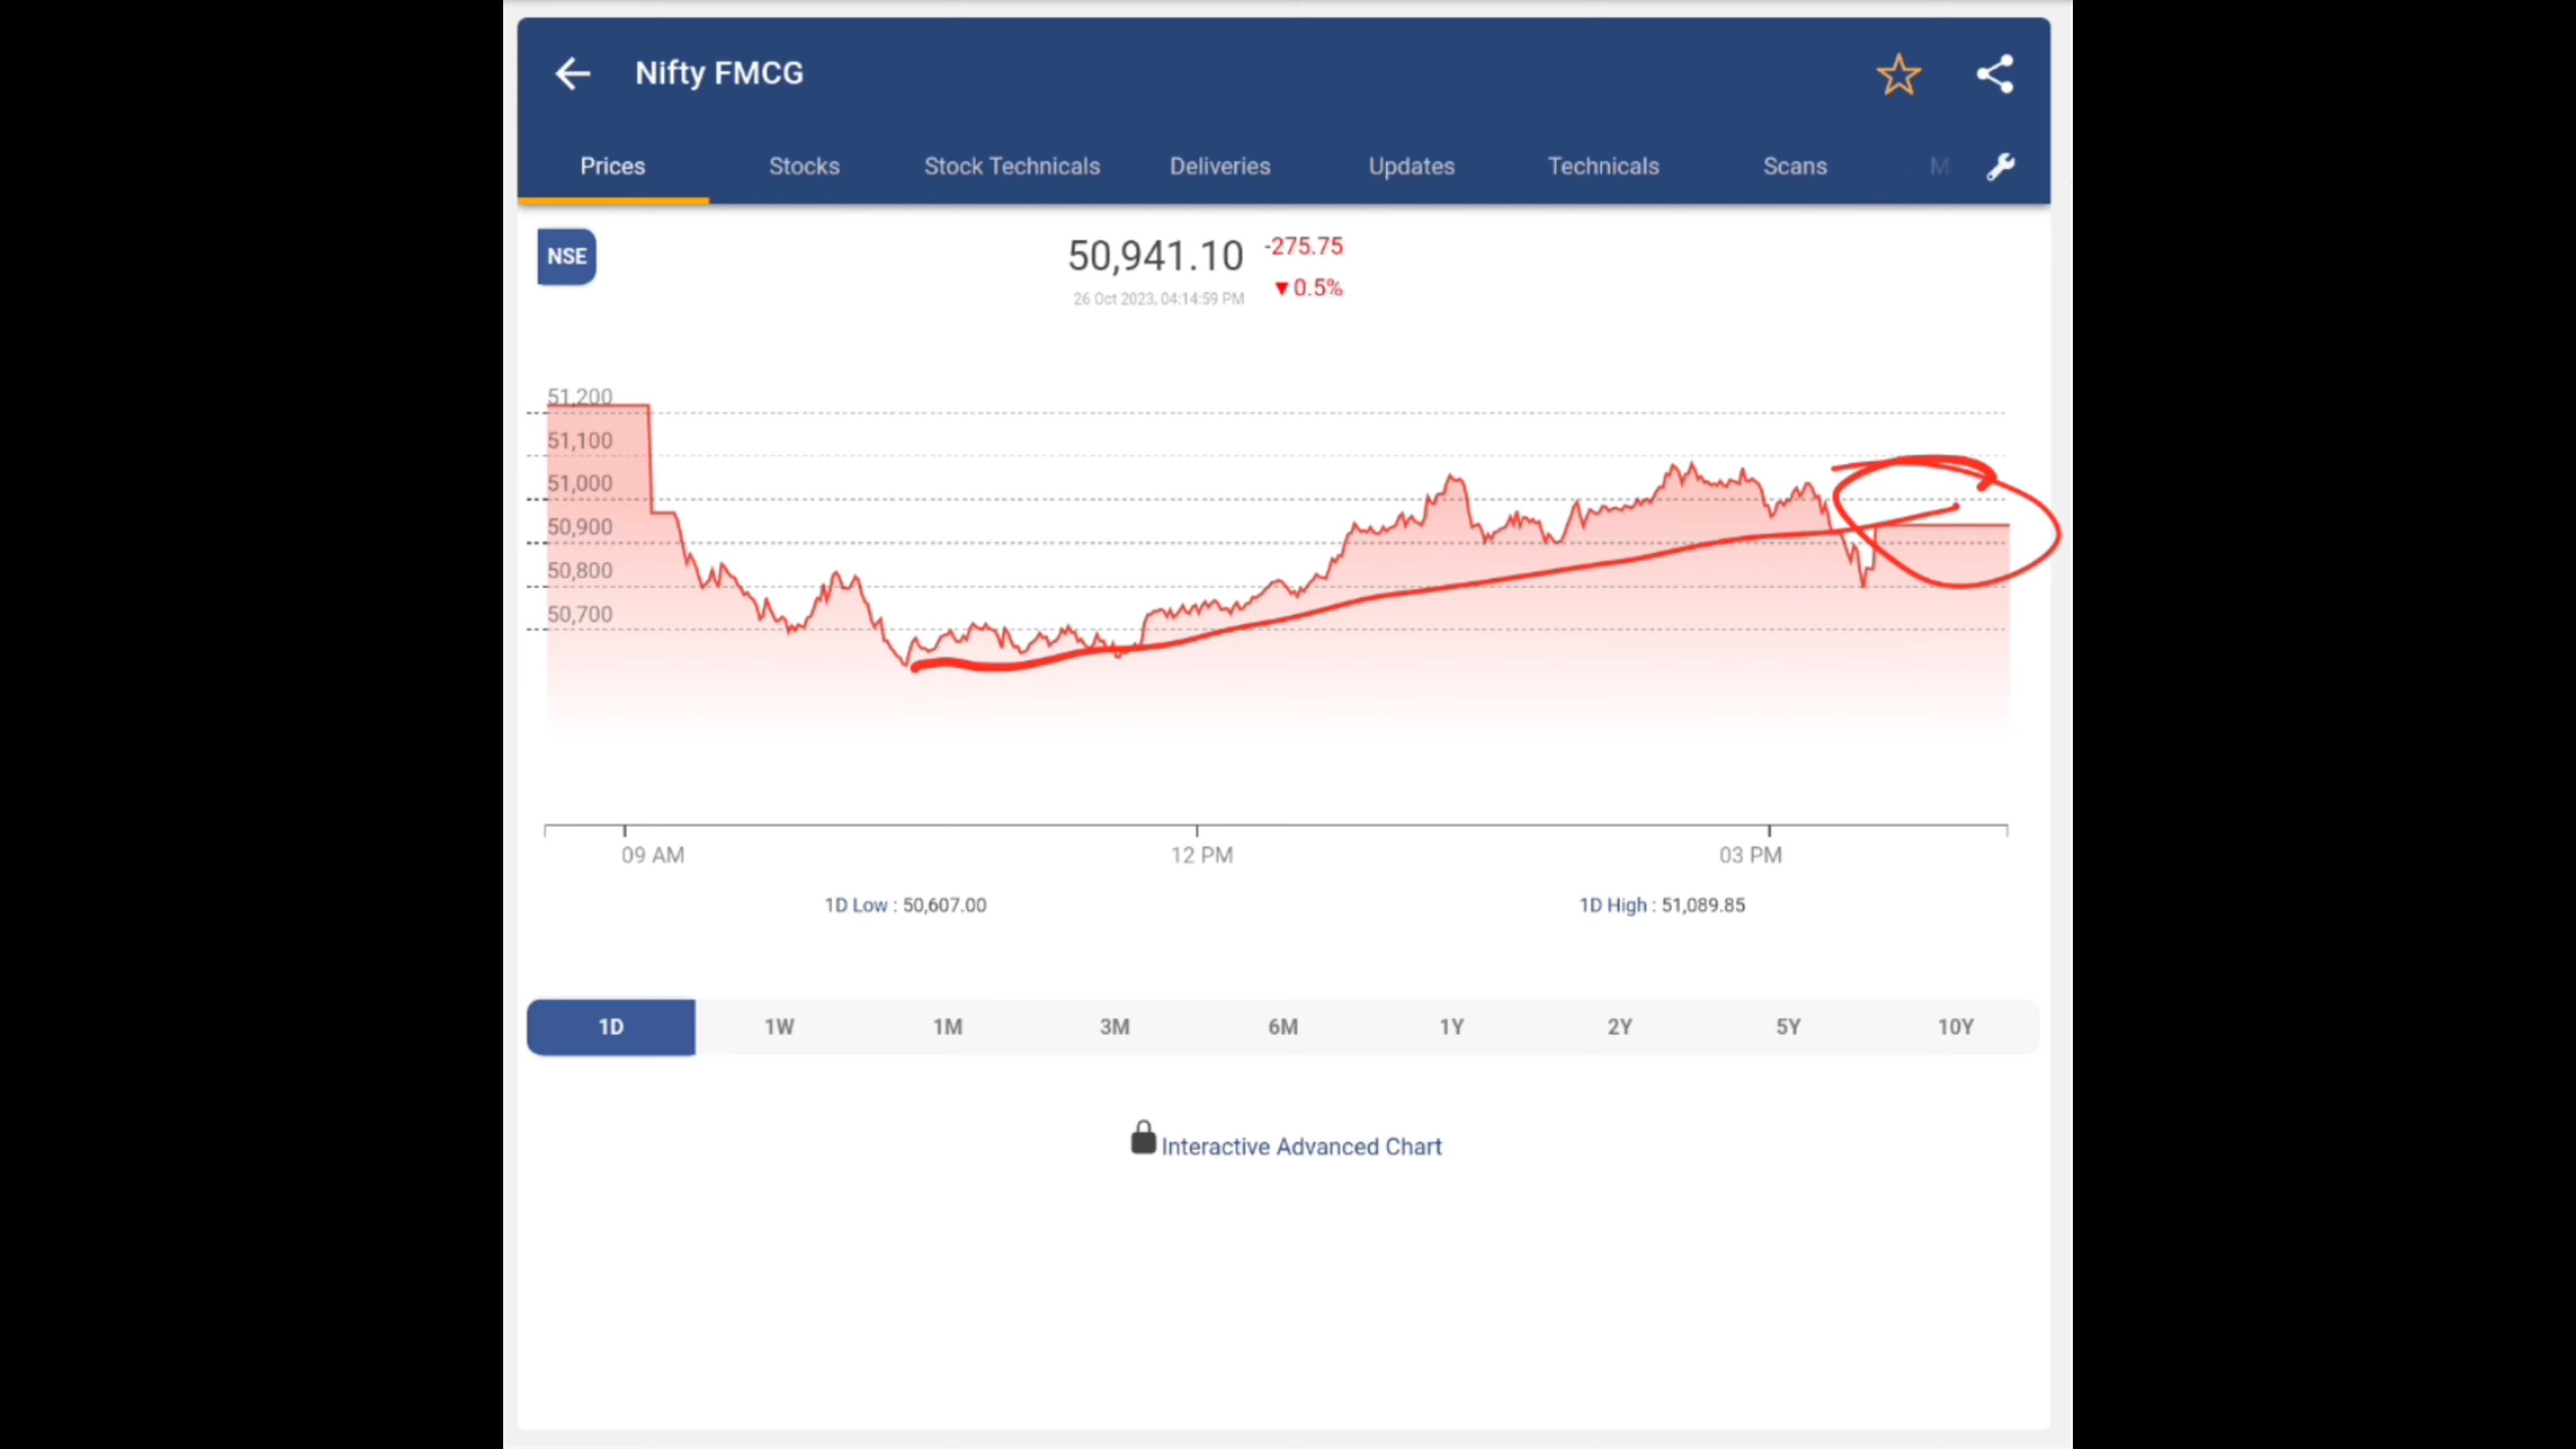 Nifty FMCG
Prices Stocks Stock Technicals Deliveries Updates Technicals Scans M
NSE
50,941.10 -275.75
26 Oct 2023, 04:14:59 PM ▼0.5%
51,200
51,100
51,000
50,900
50,800
50,700
09 AM 12 PM 03 PM
1D Low : 50,607.00 1D High : 51,089.85
1D 1W 1M 3M 6M 1Y 2Y 5Y 10Y
Interactive Advanced Chart